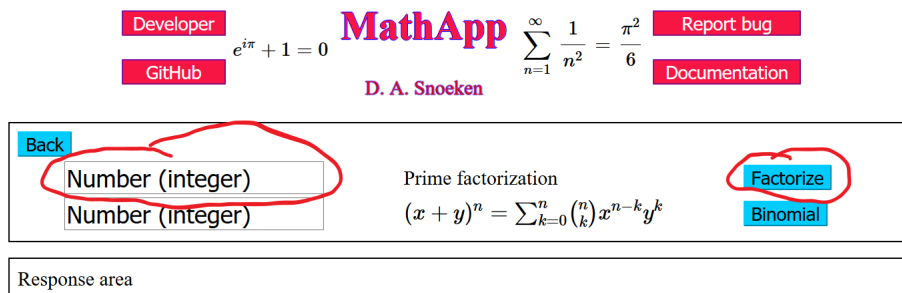 Developer
GitHub
e^{iπ} + 1 = 0
MathApp
D. A. Snoeken
∑_{n=1}^{∞} 1/n² = π²/6
Report bug
Documentation
Back
Number (integer)
Prime factorization
Factorize
Number (integer)
(x + y)^n = ∑_{k=0}^{n} (n k) x^{n−k} y^k
Binomial
Response area